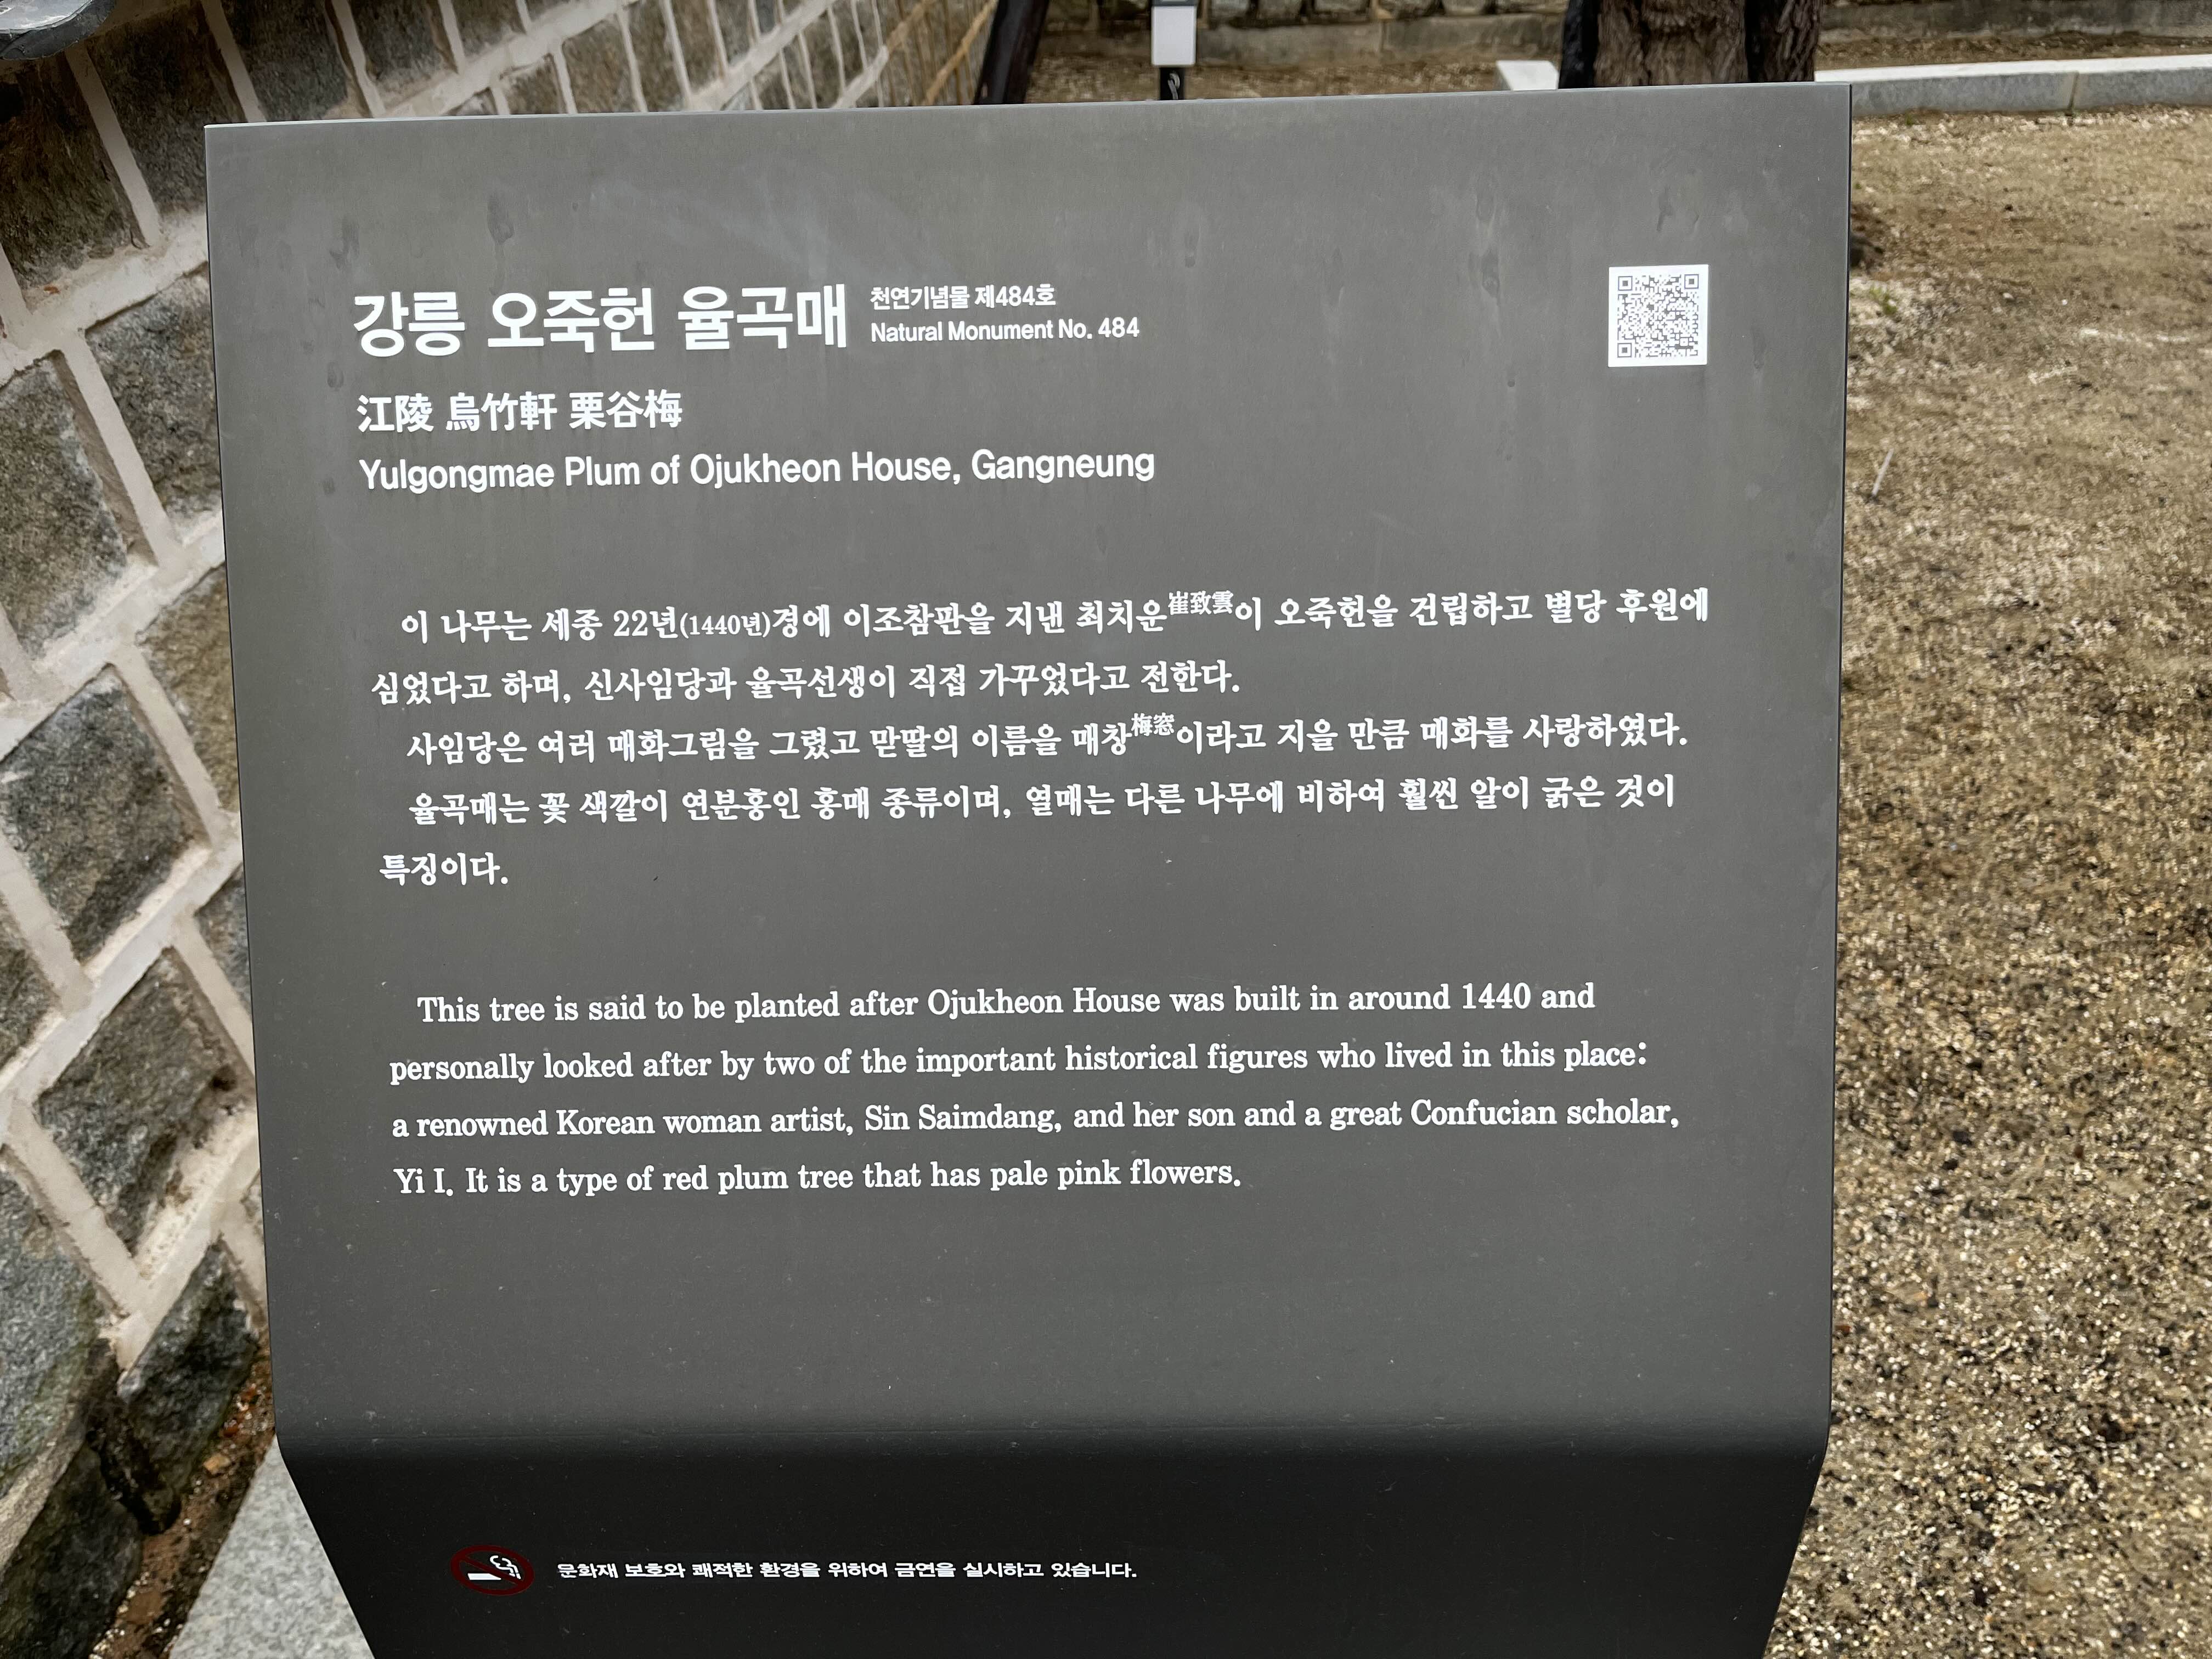 강릉 오죽헌 율곡매 천연기념물 제484호
Natural Monument No. 484
江陵 烏竹軒 栗谷梅
Yulgongmae Plum of Ojukheon House, Gangneung
이 나무는 세종 22년(1440년)경에 이조참판을 지낸 최치운崔致雲이 오죽헌을 건립하고 별당 후원에
심었다고 하며, 신사임당과 율곡선생이 직접 가꾸었다고 전한다.
사임당은 여러 매화그림을 그렸고 맏딸의 이름을 매창梅窓이라고 지을 만큼 매화를 사랑하였다.
율곡매는 꽃 색깔이 연분홍인 홍매 종류이며, 열매는 다른 나무에 비하여 훨씬 알이 굵은 것이
특징이다.
This tree is said to be planted after Ojukheon House was built in around 1440 and
personally looked after by two of the important historical figures who lived in this place:
a renowned Korean woman artist, Sin Saimdang, and her son and a great Confucian scholar,
Yi I. It is a type of red plum tree that has pale pink flowers.
문화재 보호와 쾌적한 환경을 위하여 금연을 실시하고 있습니다.